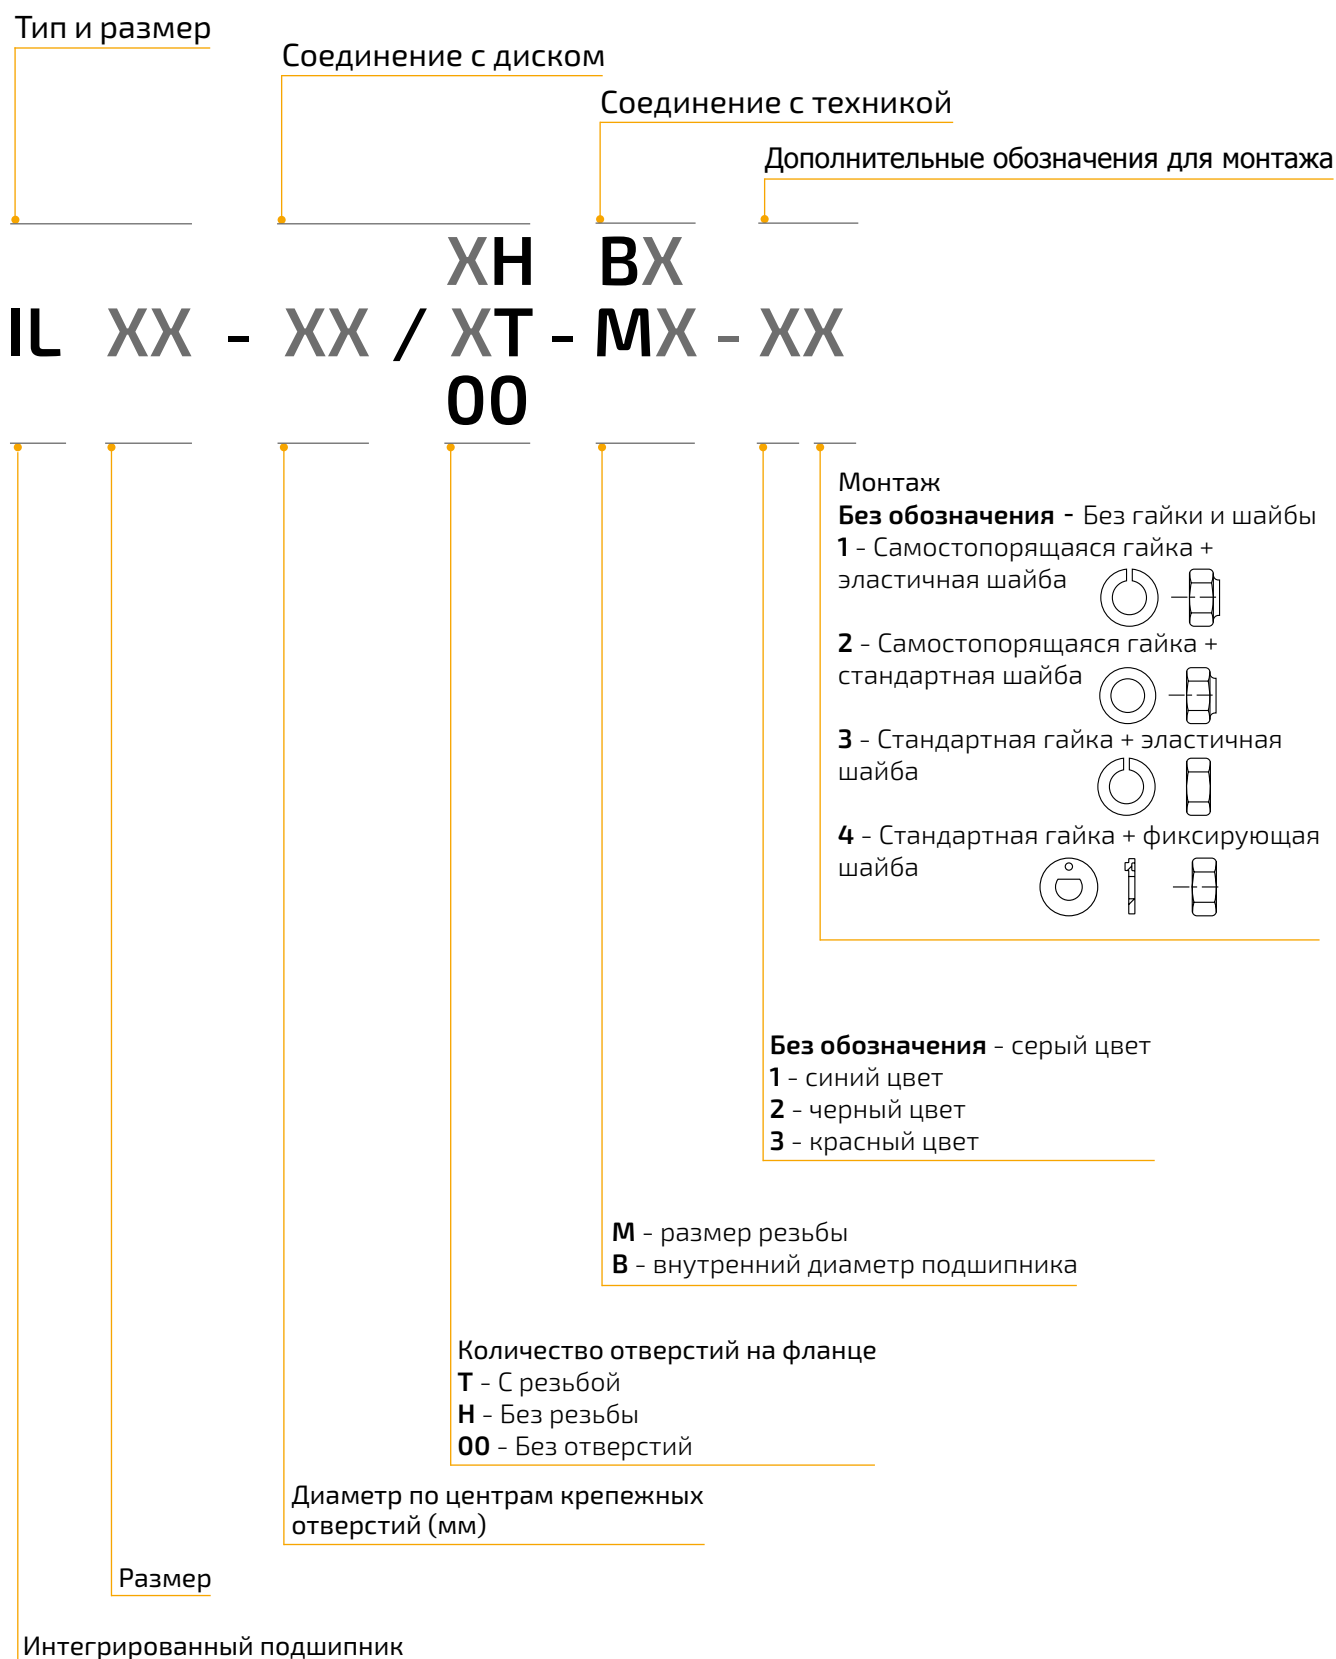 Тип и размер
Соединение с диском
Соединение с техникой
Дополнительные обозначения для монтажа
XH BX
IL XX - XX / XT - MX - XX
00
Монтаж
Без обозначения - Без гайки и шайбы
1 - Самостопорящаяся гайка +
эластичная шайба
2 - Самостопорящаяся гайка +
стандартная шайба
3 - Стандартная гайка + эластичная
шайба
4 - Стандартная гайка + фиксирующая
шайба
Без обозначения - серый цвет
1 - синий цвет
2 - черный цвет
3 - красный цвет
M - размер резьбы
B - внутренний диаметр подшипника
Количество отверстий на фланце
T - С резьбой
H - Без резьбы
00 - Без отверстий
Диаметр по центрам крепежных
отверстий (мм)
Размер
Интегрированный подшипник